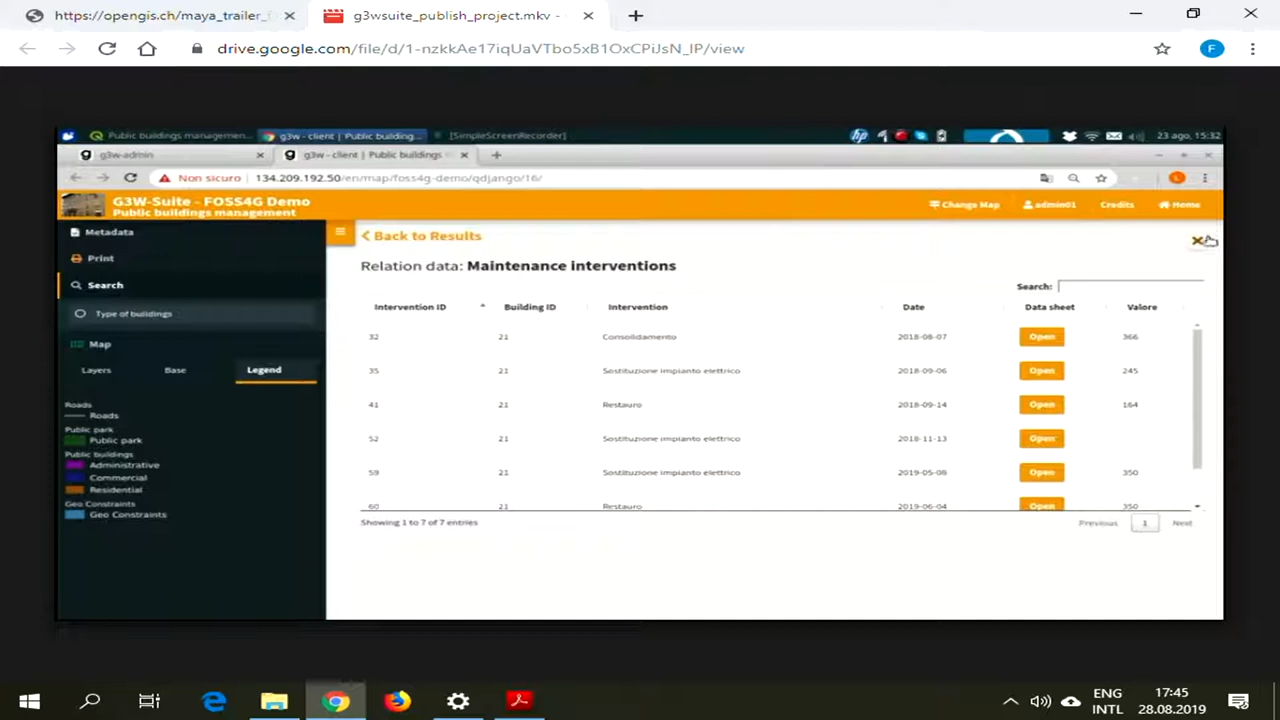 https://opengis.ch/maya_trailer_
g3wsuite_publish_project.mkv -
drive.google.com/file/d/1-nzkkAe17iqUaVTbo5xB1OxCPiJsN_lP/view
F
Public buildings managemen...
g3w - client | Public building...
[SimpleScreenRecorder]
23 ago, 15:32
g3w-admin
g3w - client | Public buildings
Non sicuro
134.209.192.50/en/map/foss4g-demo/qdjango/16/
G3W-Suite - FOSS4G Demo
Public buildings management
Change Map
admin01
Credits
Home
Metadata
Print
Search
Type of buildings
Map
Layers
Base
Legend
Roads
Roads
Public park
Public park
Public buildings
Administrative
Commercial
Residential
Geo Constraints
Geo Constraints
Back to Results
Relation data: Maintenance interventions
Search:
Intervention ID Building ID Intervention Date Data sheet Valore
32 21 Consolidamento 2018-08-07 Open 366
35 21 Sostituzione impianto elettrico 2018-09-06 Open 245
41 21 Restauro 2018-09-14 Open 164
52 21 Sostituzione impianto elettrico 2018-11-13 Open
59 21 Sostituzione impianto elettrico 2019-05-08 Open 350
60 21 Restauro 2019-06-04 Open 350
Showing 1 to 7 of 7 entries
Previous 1 Next
ENG
INTL
17:45
28.08.2019